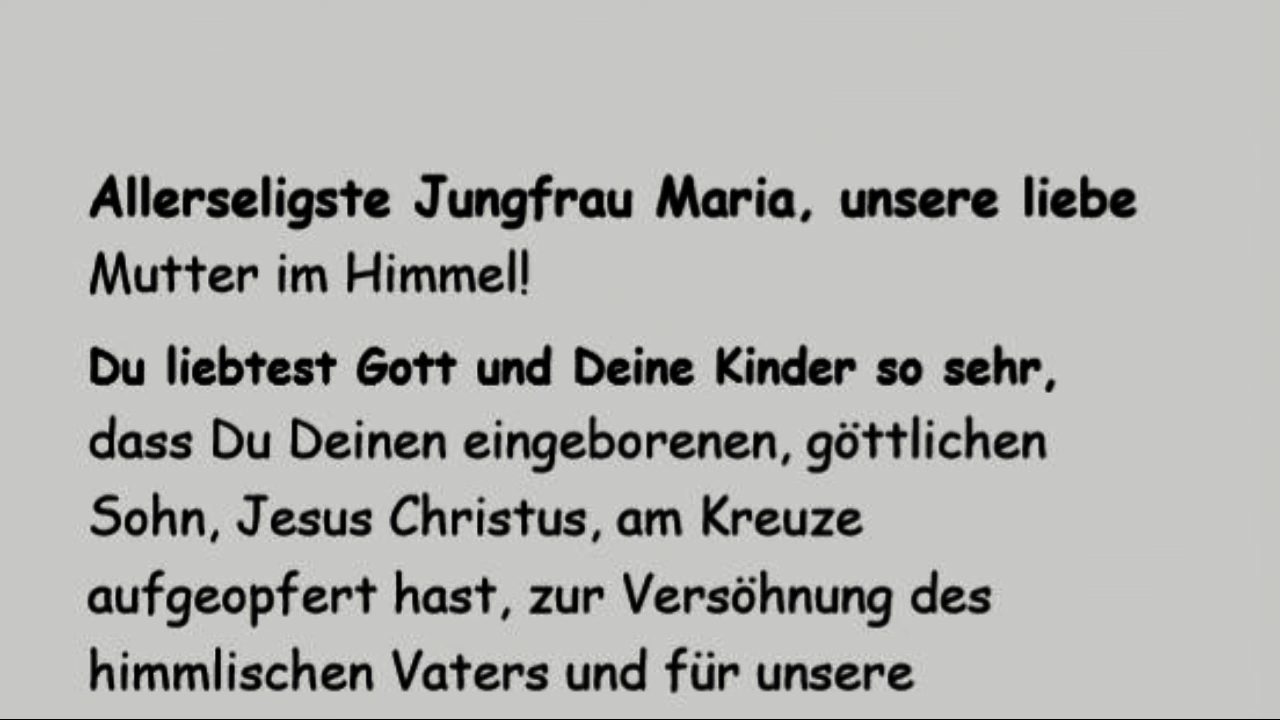 Allerseligste Jungfrau Maria, unsere liebe
Mutter im Himmel!
Du liebtest Gott und Deine Kinder so sehr,
dass Du Deinen eingeborenen, göttlichen
Sohn, Jesus Christus, am Kreuze
aufgeopfert hast, zur Versöhnung des
himmlischen Vaters und für unsere